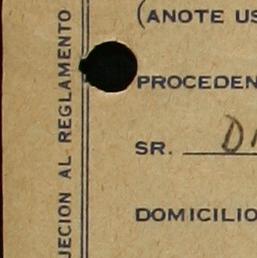 (ANOTE US
PROCEDEN
SR. D
DOMICILIO
JECION AL REGLAMENTO